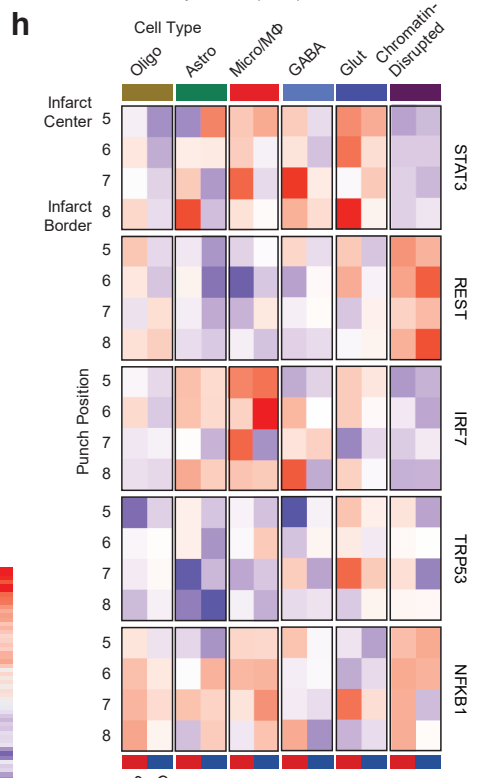 h
Cell Type
Oligo
Astro
Micro/MΦ
GABA
Glut
Chromatin-
Disrupted
Infarct
Center
5
6
7
Infarct
Border
8
STAT3
5
6
7
8
REST
Punch Position
5
6
7
8
IRF7
5
6
7
8
TRP53
5
6
7
8
NFKB1